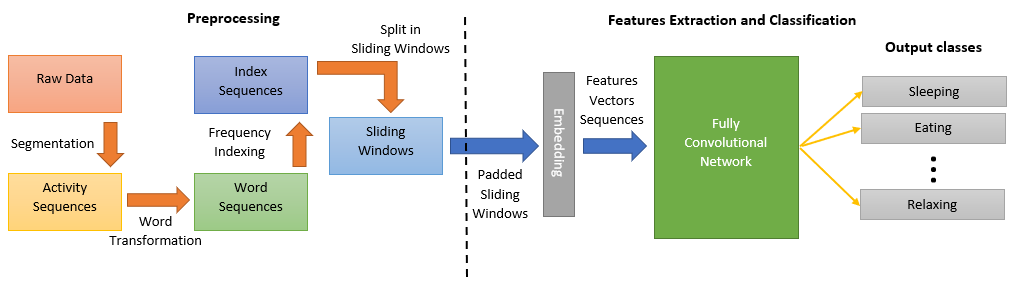 Preprocessing
Features Extraction and Classification
Raw Data
Segmentation
Activity
Sequences
Word
Transformation
Word
Sequences
Frequency
Indexing
Index
Sequences
Split in
Sliding Windows
Sliding
Windows
Padded
Sliding
Windows
Embedding
Features
Vectors
Sequences
Fully
Convolutional
Network
Output classes
Sleeping
Eating
Relaxing